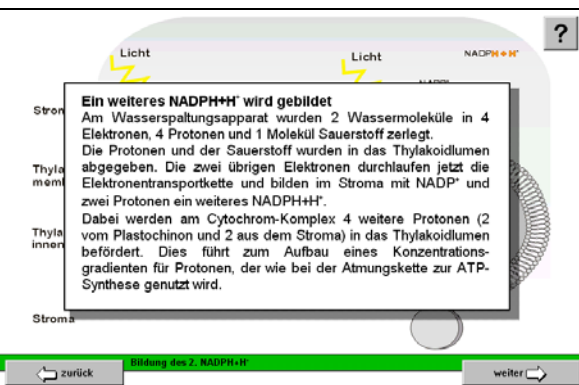 ?
Licht
Licht
NADPH+H⁺
Ein weiteres NADPH+H⁺ wird gebildet
Am Wasserspaltungsapparat wurden 2 Wassermoleküle in 4
Elektronen, 4 Protonen und 1 Molekül Sauerstoff zerlegt.
Die Protonen und der Sauerstoff wurden in das Thylakoidlumen
abgegeben. Die zwei übrigen Elektronen durchlaufen jetzt die
Elektronentransportkette und bilden im Stroma mit NADP⁺ und
zwei Protonen ein weiteres NADPH+H⁺.
Dabei werden am Cytochrom-Komplex 4 weitere Protonen (2
vom Plastochinon und 2 aus dem Stroma) in das Thylakoidlumen
befördert. Dies führt zum Aufbau eines Konzentrations-
gradienten für Protonen, der wie bei der Atmungskette zur ATP-
Synthese genutzt wird.
Strom
Thyla
memb
Thyla
innen
Stroma
Bildung des 2. NADPH+H⁺
zurück
weiter